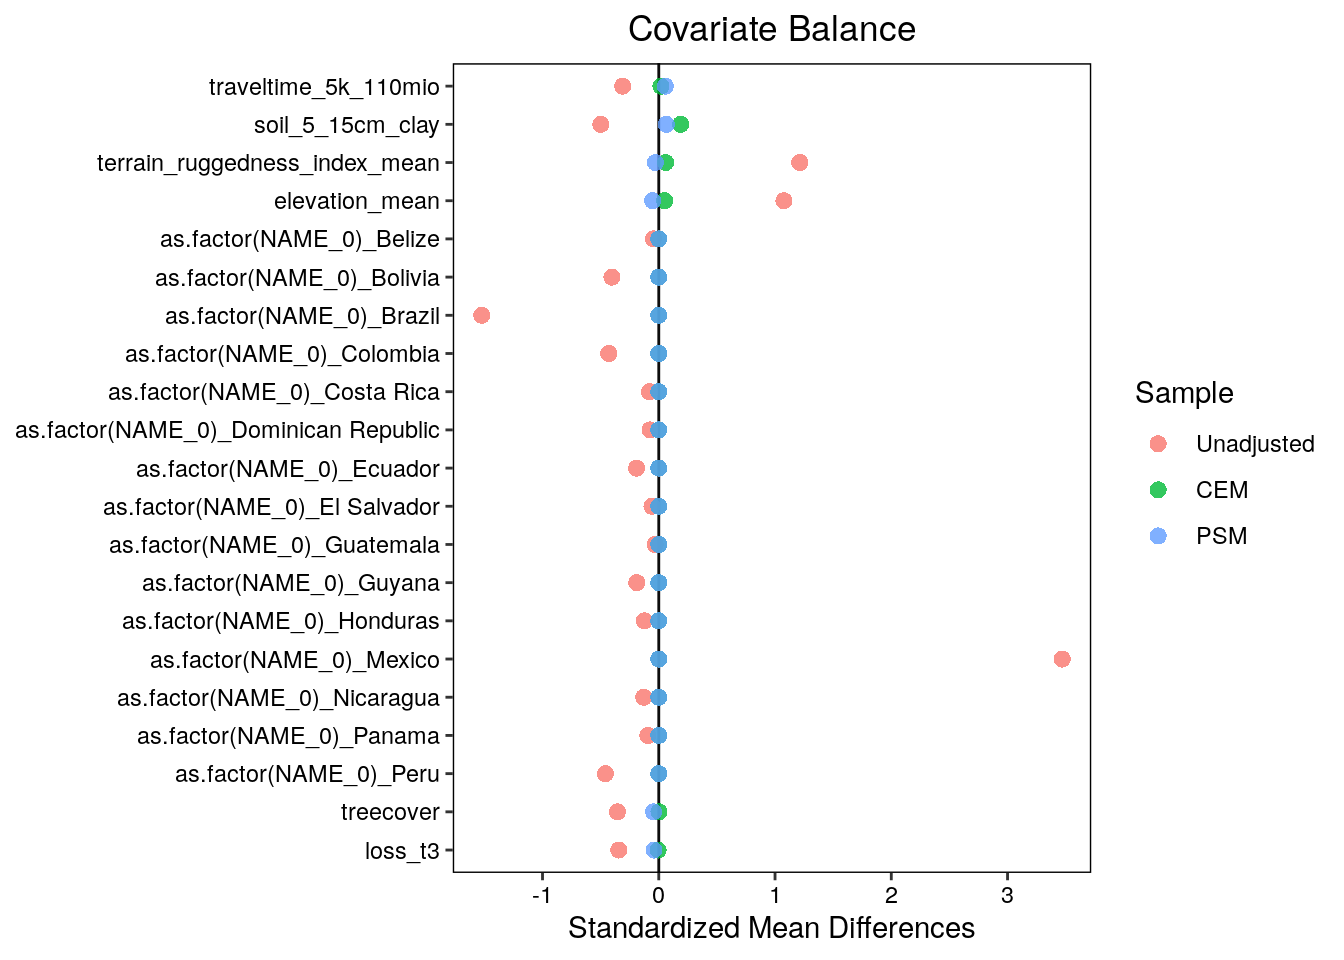 Covariate Balance
traveltime_5k_110mio
soil_5_15cm_clay
terrain_ruggedness_index_mean
elevation_mean
as.factor(NAME_0)_Belize
as.factor(NAME_0)_Bolivia
as.factor(NAME_0)_Brazil
as.factor(NAME_0)_Colombia
as.factor(NAME_0)_Costa Rica
as.factor(NAME_0)_Dominican Republic
as.factor(NAME_0)_Ecuador
as.factor(NAME_0)_El Salvador
as.factor(NAME_0)_Guatemala
as.factor(NAME_0)_Guyana
as.factor(NAME_0)_Honduras
as.factor(NAME_0)_Mexico
as.factor(NAME_0)_Nicaragua
as.factor(NAME_0)_Panama
as.factor(NAME_0)_Peru
treecover
loss_t3
-1 0 1 2 3
Standardized Mean Differences
Sample
Unadjusted
CEM
PSM